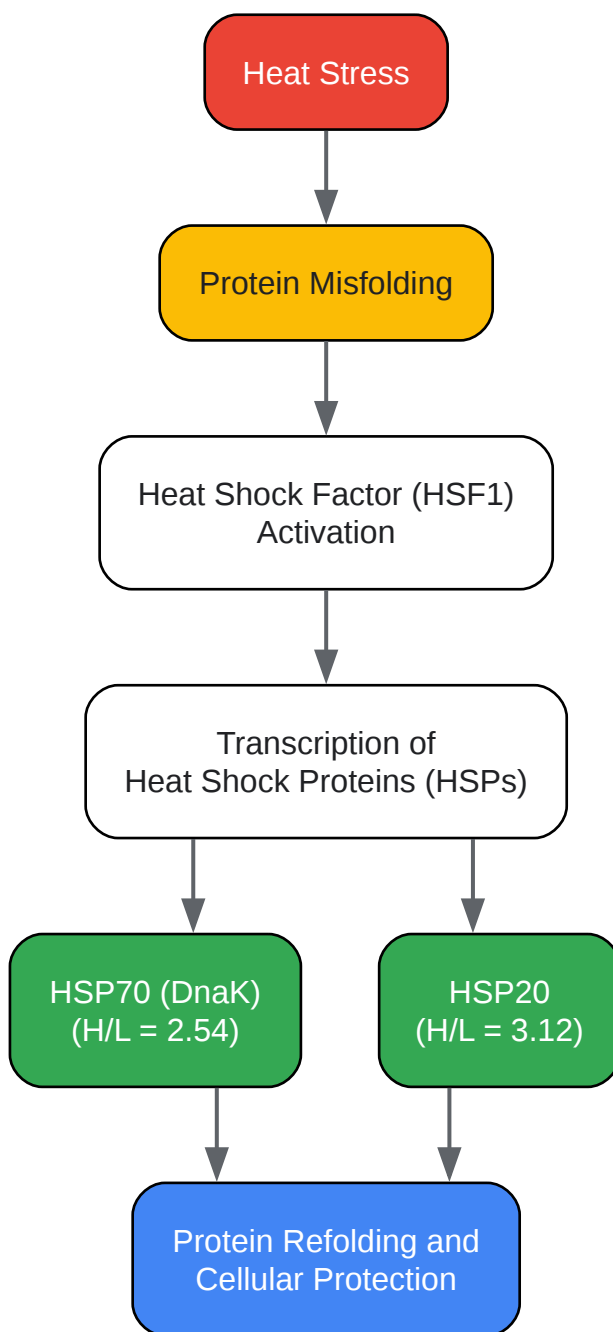 Heat Stress
Protein Misfolding
Heat Shock Factor (HSF1)
Activation
Transcription of
Heat Shock Proteins (HSPs)
HSP70 (DnaK)
(H/L = 2.54)
HSP20
(H/L = 3.12)
Protein Refolding and
Cellular Protection